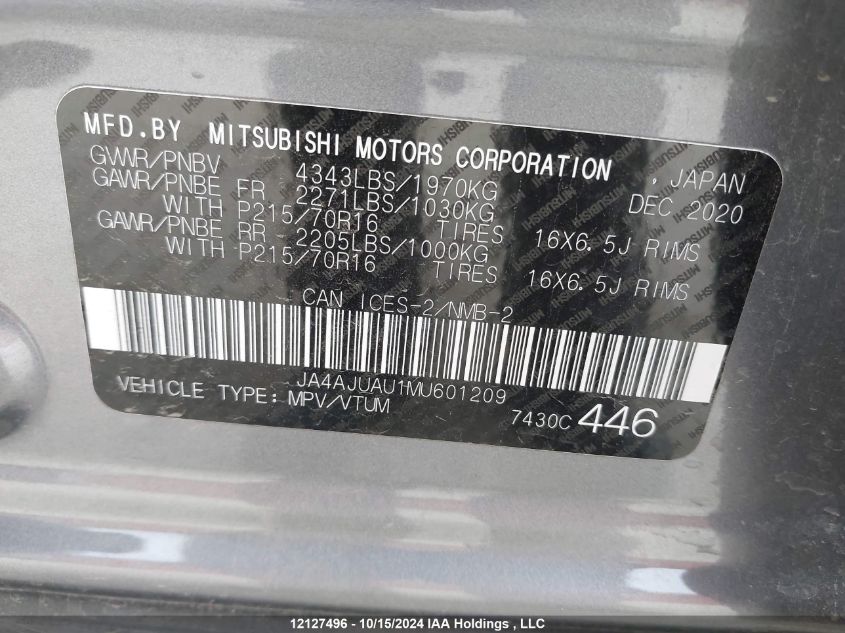 MFD.BY MITSUBISHI MOTORS CORPORATION , JAPAN
GVWR/PNBV 4343LBS/1970KG DEC 2020
GAWR/PNBE FR 2271LBS/1030KG
WITH P215/70R16 TIRES 16X6.5J RIMS
GAWR/PNBE RR 2205LBS/1000KG
WITH P215/70R16 TIRES 16X6.5J RIMS
CAN ICES-2/NMB-2
JA4AJUAU1MU601209
VEHICLE TYPE: MPV/VTUM 7430C 446
12127496 - 10/15/2024 IAA Holdings , LLC